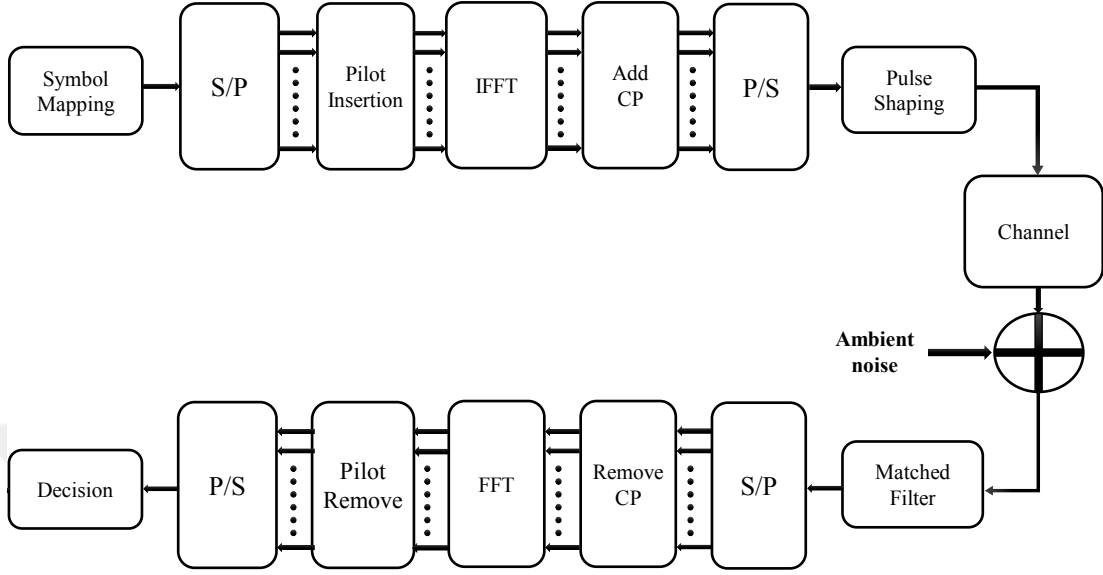 Symbol
Mapping
S/P
Pilot
Insertion
IFFT
Add
CP
P/S
Pulse
Shaping
Channel
Ambient
noise
Decision
P/S
Pilot
Remove
FFT
Remove
CP
S/P
Matched
Filter